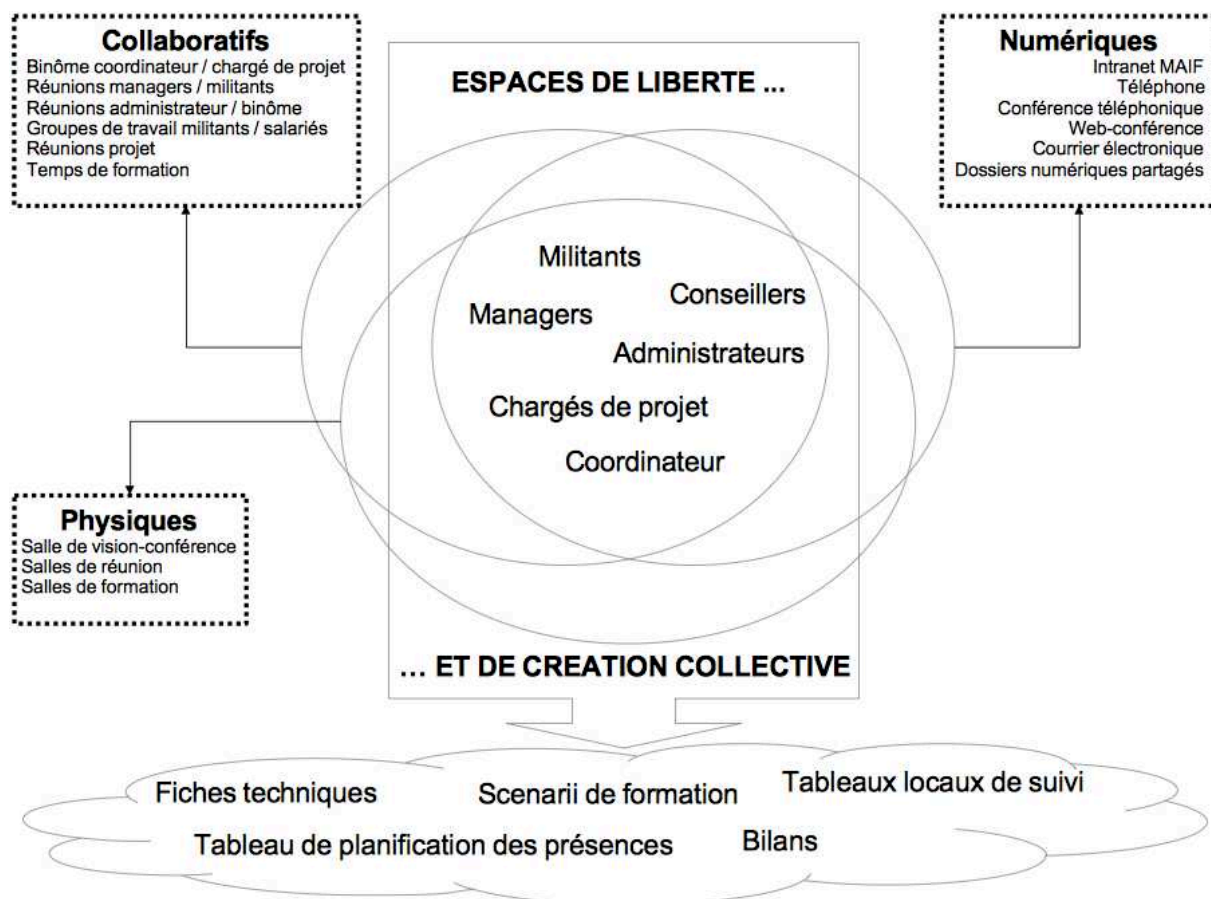 Collaboratifs
Binôme coordinateur / chargé de projet
Réunions managers / militants
Réunions administrateur / binôme
Groupes de travail militants / salariés
Réunions projet
Temps de formation
ESPACES DE LIBERTE ...
Numériques
Intranet MAIF
Téléphone
Conférence téléphonique
Web-conférence
Courrier électronique
Dossiers numériques partagés
Militants
Conseillers
Managers
Administrateurs
Chargés de projet
Coordinateur
Physiques
Salle de vision-conférence
Salles de réunion
Salles de formation
... ET DE CREATION COLLECTIVE
Fiches techniques
Scenarii de formation
Tableaux locaux de suivi
Tableau de planification des présences
Bilans